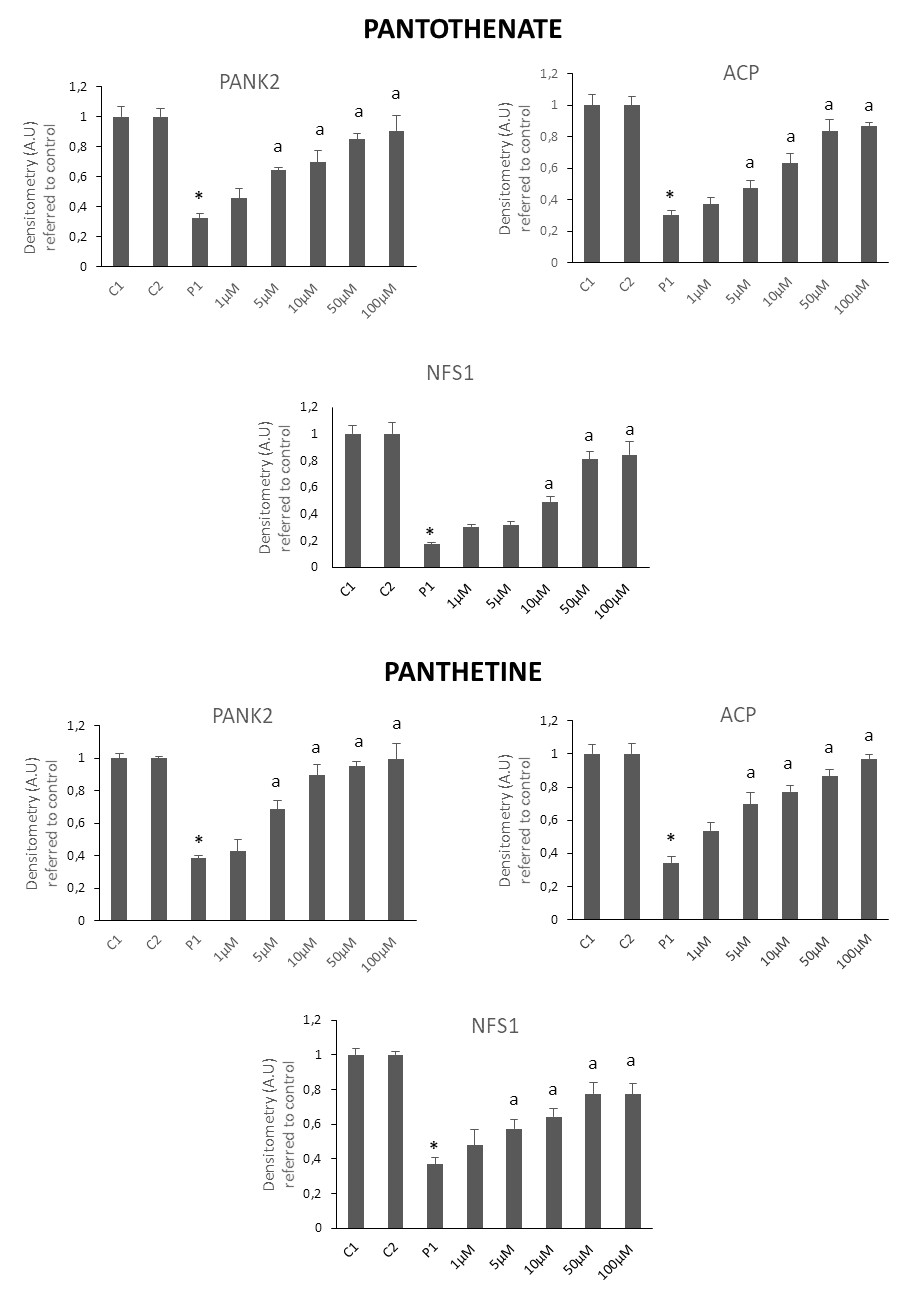 PANTOTHENATE
PANK2
Densitometry (A.U)
referred to control
1,2
1
0,8
0,6
0,4
0,2
0
*
a
a
a
a
C1
C2
P1
1µM
5µM
10µM
50µM
100µM
ACP
Densitometry (A.U)
referred to control
1,2
1
0,8
0,6
0,4
0,2
0
*
a
a
a
a
C1
C2
P1
1µM
5µM
10µM
50µM
100µM
NFS1
Densitometry (A.U)
referred to control
1,2
1
0,8
0,6
0,4
0,2
0
*
a
a
a
C1
C2
P1
1µM
5µM
10µM
50µM
100µM
PANTHETINE
PANK2
Densitometry (A.U)
referred to control
1,2
1
0,8
0,6
0,4
0,2
0
*
a
a
a
a
C1
C2
P1
1µM
5µM
10µM
50µM
100µM
ACP
Densitometry (A.U)
referred to control
1,2
1
0,8
0,6
0,4
0,2
0
*
a
a
a
a
C1
C2
P1
1µM
5µM
10µM
50µM
100µM
NFS1
Densitometry (A.U)
referred to control
1,2
1
0,8
0,6
0,4
0,2
0
*
a
a
a
a
C1
C2
P1
1µM
5µM
10µM
50µM
100µM